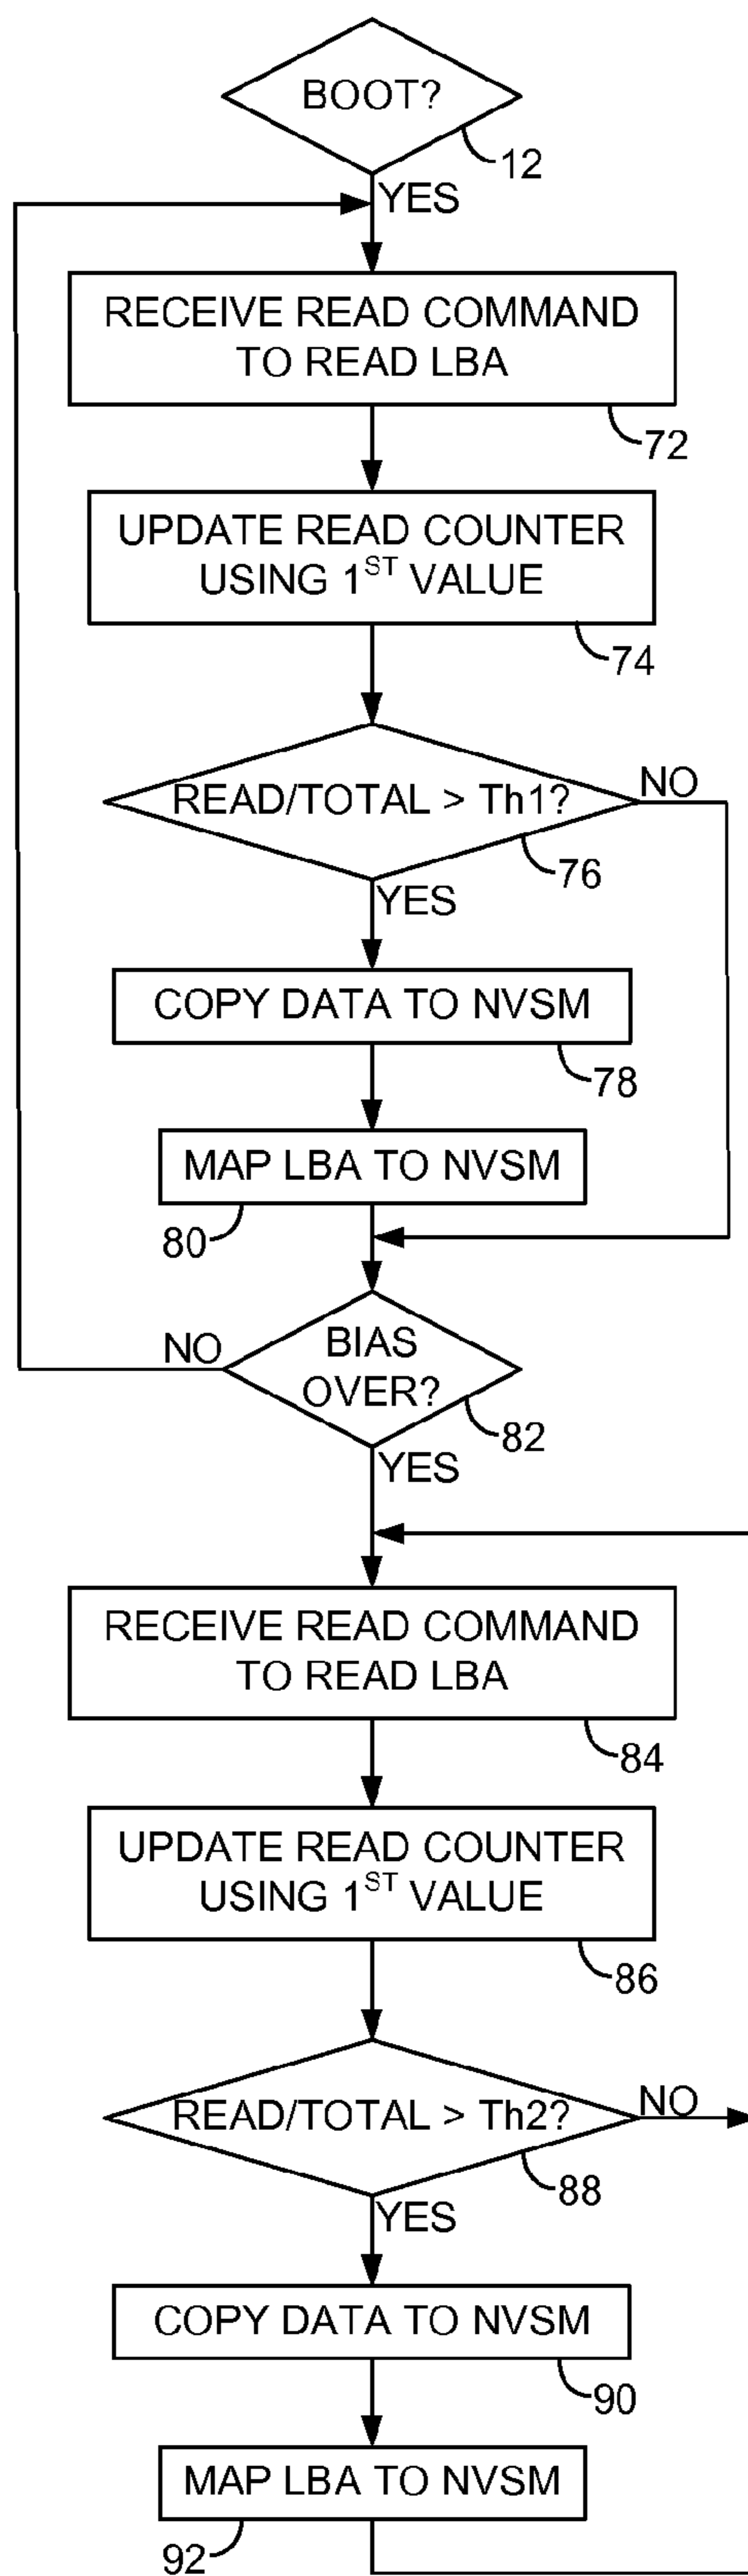 BOOT?
12
YES
RECEIVE READ COMMAND
TO READ LBA
72
UPDATE READ COUNTER
USING 1ST VALUE
74
READ/TOTAL > Th1?
NO
76
YES
COPY DATA TO NVSM
78
MAP LBA TO NVSM
80
NO
BIAS
OVER?
82
YES
RECEIVE READ COMMAND
TO READ LBA
84
UPDATE READ COUNTER
USING 1ST VALUE
86
READ/TOTAL > Th2?
NO
88
YES
COPY DATA TO NVSM
90
MAP LBA TO NVSM
92